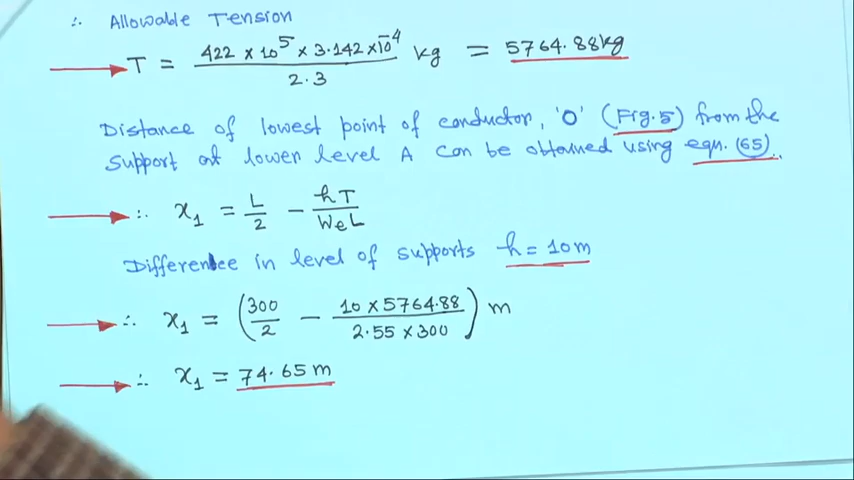 ∴ Allowable Tension
T = 422 × 10⁵ × 3.142 × 10⁻⁴ / 2.3 kg = 5764.88kg
Distance of lowest point of conductor, 'O' (Fig.5) from the
support at lower level A can be obtained using eqn. (65).
∴ x₁ = L/2 - hT/WeL
Difference in level of supports h = 10m
∴ x₁ = (300/2 - 10 × 5764.88 / 2.55 × 300) m
∴ x₁ = 74.65 m